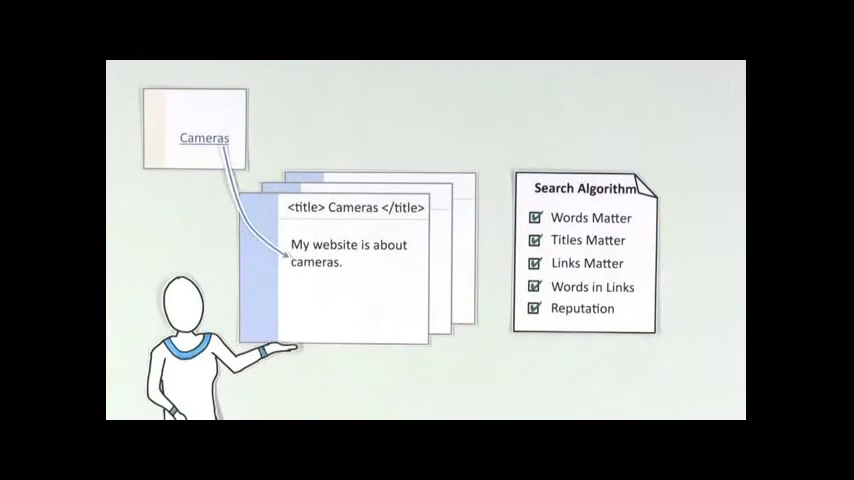 Cameras
<title> Cameras </title>
My website is about
cameras.
Search Algorithm
Words Matter
Titles Matter
Links Matter
Words in Links
Reputation